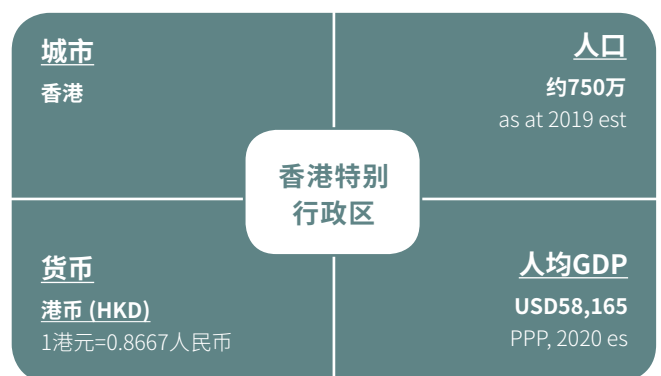 城市
香港
人口
约750万
as at 2019 est
香港特别
行政区
货币
港币 (HKD)
1港元=0.8667人民币
人均GDP
USD58,165
PPP, 2020 es